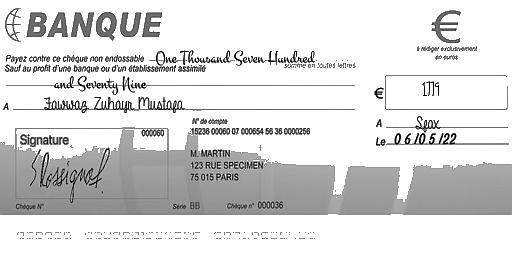 BANQUE
€
à rédiger exclusivement
en euros
Payez contre ce chèque non endossable One Thousand Seven Hundred
Sauf au profit d'une banque ou d'un établissement assimilé somme en toutes lettres
and Seventy Nine
€ 1779
A Fawwaz Zuhayr Mustafa
A Spax
Le 06/05/22
Signature
000060
N° de compte
15236 00060 07 000654 56 36 0000256
M. MARTIN
123 RUE SPECIMEN
75 015 PARIS
Chèque N° Série BB Chèque n° 000036